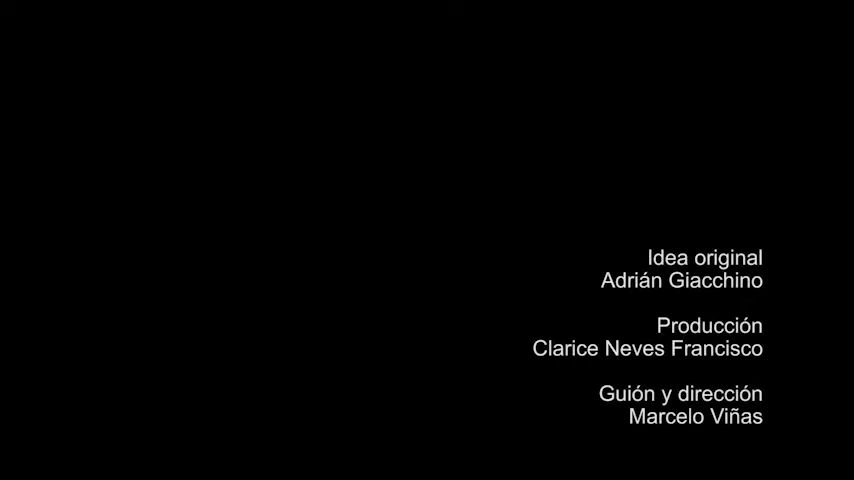 Idea original
Adrián Giacchino
Producción
Clarice Neves Francisco
Guión y dirección
Marcelo Viñas